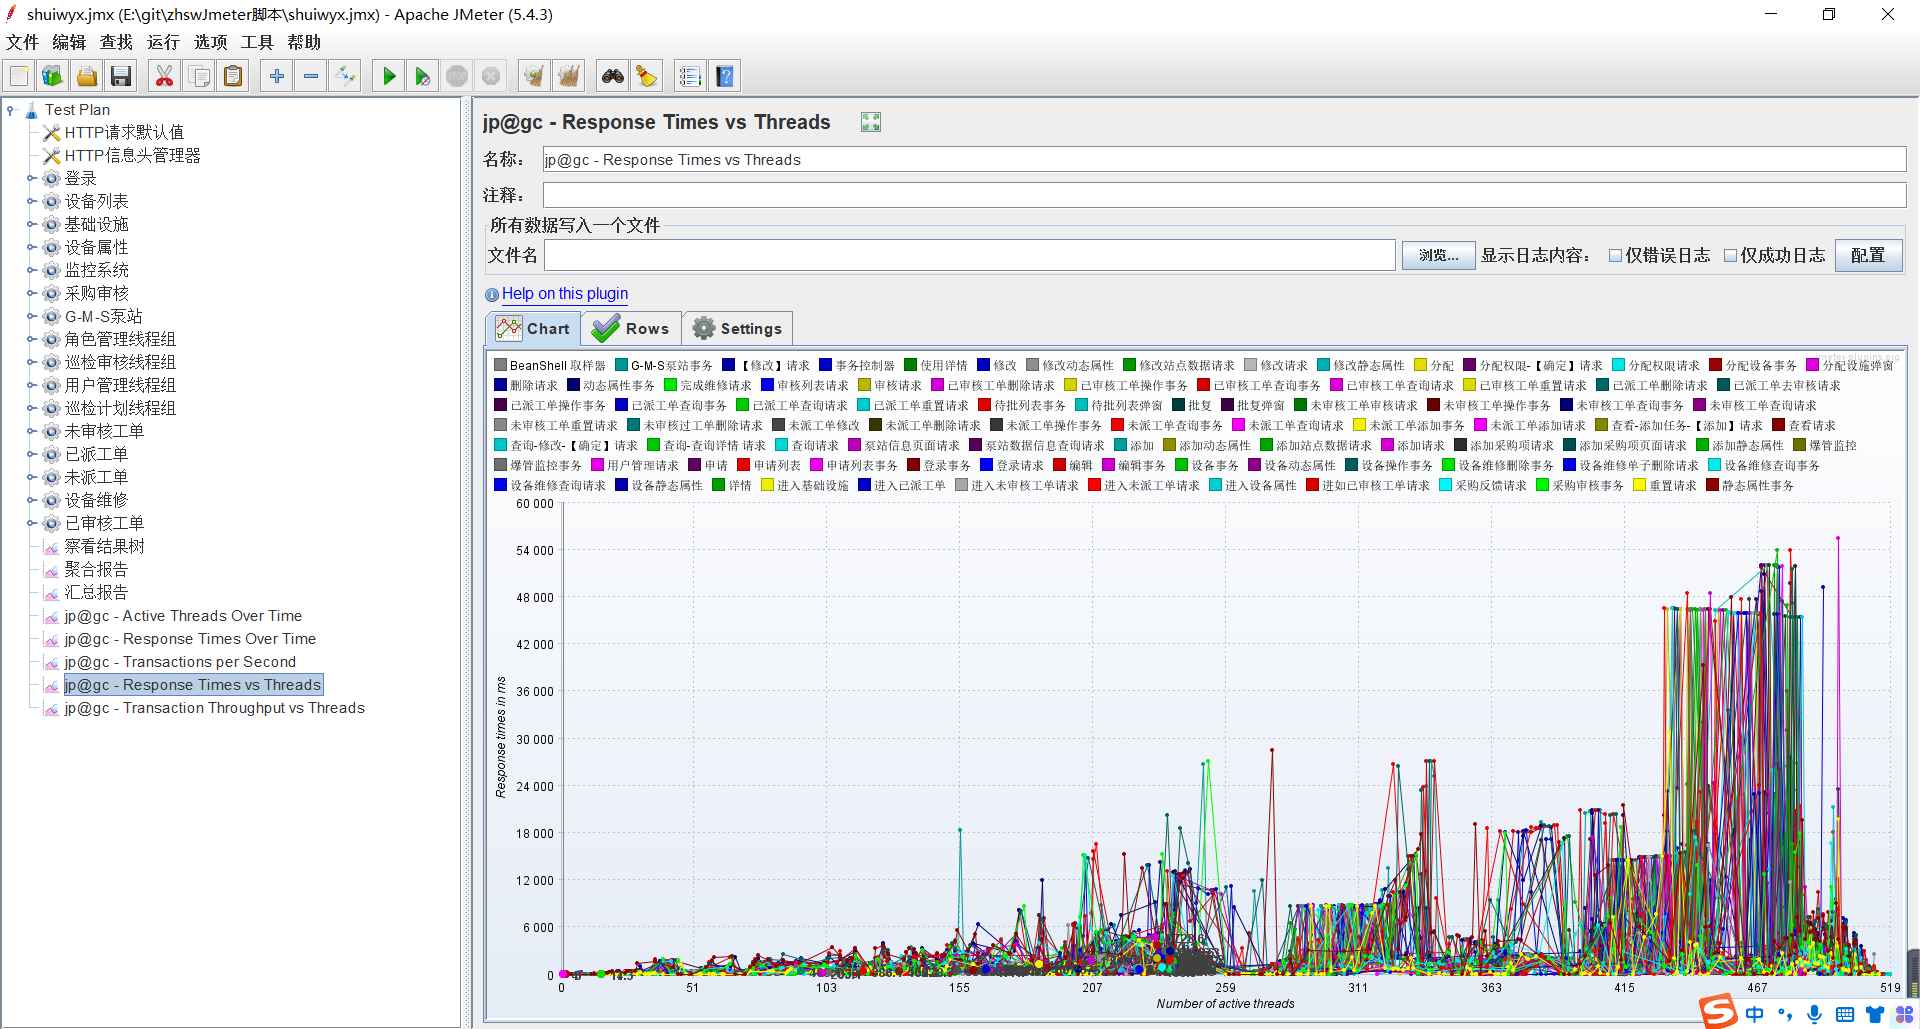 shuiwyx.jmx (E:\git\zhswJmeter脚本\shuiwyx.jmx) - Apache JMeter (5.4.3)
文件 编辑 查找 运行 选项 工具 帮助
Test Plan
HTTP请求默认值
HTTP信息头管理器
登录
设备列表
基础设施
设备属性
监控系统
采购审核
G-M-S泵站
角色管理线程组
巡检审核线程组
用户管理线程组
巡检计划线程组
未审核工单
已派工单
未派工单
设备维修
已审核工单
察看结果树
聚合报告
汇总报告
jp@gc - Active Threads Over Time
jp@gc - Response Times Over Time
jp@gc - Transactions per Second
jp@gc - Response Times vs Threads
jp@gc - Transaction Throughput vs Threads
jp@gc - Response Times vs Threads
名称： jp@gc - Response Times vs Threads
注释：
所有数据写入一个文件
文件名 浏览... 显示日志内容： 仅错误日志 仅成功日志 配置
Help on this plugin
Chart Rows Settings
jmeter-plugins.org
BeanShell 取样器 G-M-S泵站事务 【修改】请求 事务控制器 使用详情 修改 修改动态属性 修改站点数据请求 修改请求 修改静态属性 分配 分配权限-【确定】请求 分配权限请求 分配设备事务 分配设施弹窗
删除请求 动态属性事务 完成维修请求 审核列表请求 审核请求 已审核工单删除请求 已审核工单操作事务 已审核工单查询事务 已审核工单查询请求 已审核工单重置请求 已派工单删除请求 已派工单去审核请求
已派工单操作事务 已派工单查询事务 已派工单查询请求 已派工单重置请求 待批列表事务 待批列表弹窗 批复 批复弹窗 未审核工单审核请求 未审核工单操作事务 未审核工单查询事务 未审核工单查询请求
未审核工单重置请求 未审核过工单删除请求 未派工单修改 未派工单删除请求 未派工单操作事务 未派工单查询事务 未派工单查询请求 未派工单添加事务 未派工单添加请求 查看-添加任务-【添加】请求 查看请求
查询-修改-【确定】请求 查询-查询详情 请求 查询请求 泵站信息页面请求 泵站数据信息查询请求 添加 添加动态属性 添加站点数据请求 添加请求 添加采购项请求 添加采购项页面请求 添加静态属性 爆管监控
爆管监控事务 用户管理请求 申请 申请列表 申请列表事务 登录事务 登录请求 编辑 编辑事务 设备事务 设备动态属性 设备操作事务 设备维修删除事务 设备维修单子删除请求 设备维修查询事务
设备维修查询请求 设备静态属性 详情 进入基础设施 进入已派工单 进入未审核工单请求 进入未派工单请求 进入设备属性 进如已审核工单请求 采购反馈请求 采购审核事务 重置请求 静态属性事务
60 000
54 000
48 000
42 000
36 000
30 000
24 000
18 000
12 000
6 000
0
Response times in ms
0 51 103 155 207 259 311 363 415 467 519
Number of active threads
中